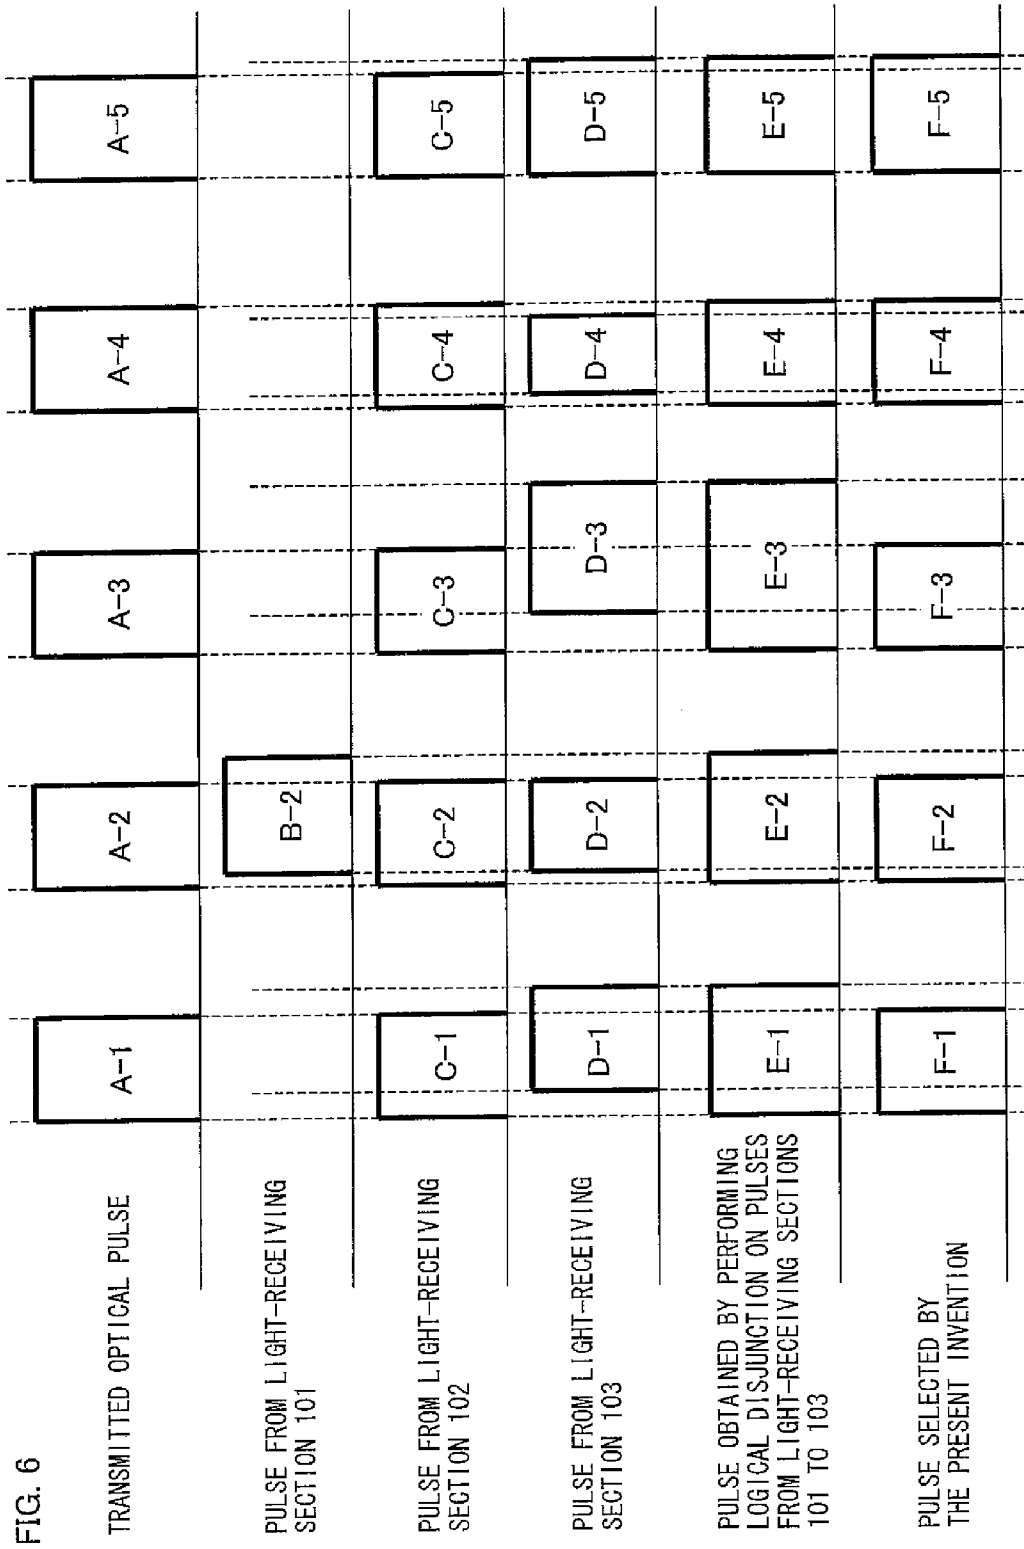 FIG. 6
TRANSMITTED OPTICAL PULSE
A-1
A-2
A-3
A-4
A-5
PULSE FROM LIGHT-RECEIVING
SECTION 101
B-2
PULSE FROM LIGHT-RECEIVING
SECTION 102
C-1
C-2
C-3
C-4
C-5
PULSE FROM LIGHT-RECEIVING
SECTION 103
D-1
D-2
D-3
D-4
D-5
PULSE OBTAINED BY PERFORMING
LOGICAL DISJUNCTION ON PULSES
FROM LIGHT-RECEIVING SECTIONS
101 TO 103
E-1
E-2
E-3
E-4
E-5
PULSE SELECTED BY
THE PRESENT INVENTION
F-1
F-2
F-3
F-4
F-5